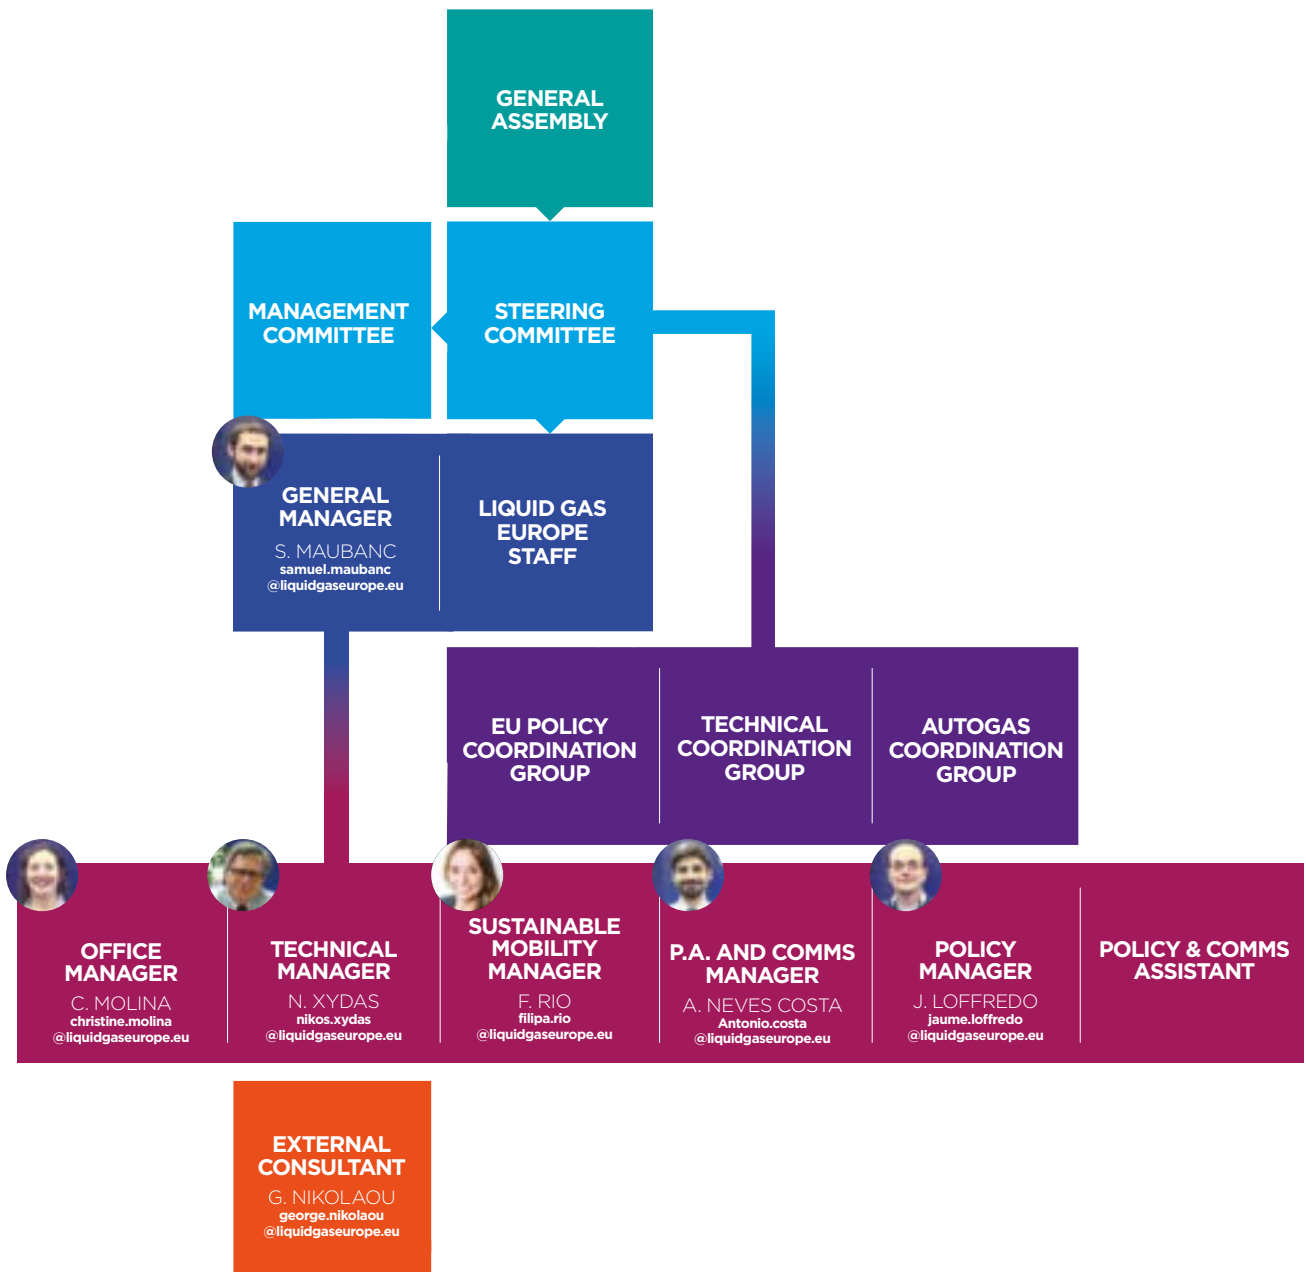 GENERAL
ASSEMBLY
MANAGEMENT
COMMITTEE
STEERING
COMMITTEE
GENERAL
MANAGER
S. MAUBANC
samuel.maubanc
@liquidgaseurope.eu
LIQUID GAS
EUROPE
STAFF
EU POLICY
COORDINATION
GROUP
TECHNICAL
COORDINATION
GROUP
AUTOGAS
COORDINATION
GROUP
OFFICE
MANAGER
C. MOLINA
christine.molina
@liquidgaseurope.eu
TECHNICAL
MANAGER
N. XYDAS
nikos.xydas
@liquidgaseurope.eu
SUSTAINABLE
MOBILITY
MANAGER
F. RIO
filipa.rio
@liquidgaseurope.eu
P.A. AND COMMS
MANAGER
A. NEVES COSTA
Antonio.costa
@liquidgaseurope.eu
POLICY
MANAGER
J. LOFFREDO
jaume.loffredo
@liquidgaseurope.eu
POLICY & COMMS
ASSISTANT
EXTERNAL
CONSULTANT
G. NIKOLAOU
george.nikolaou
@liquidgaseurope.eu